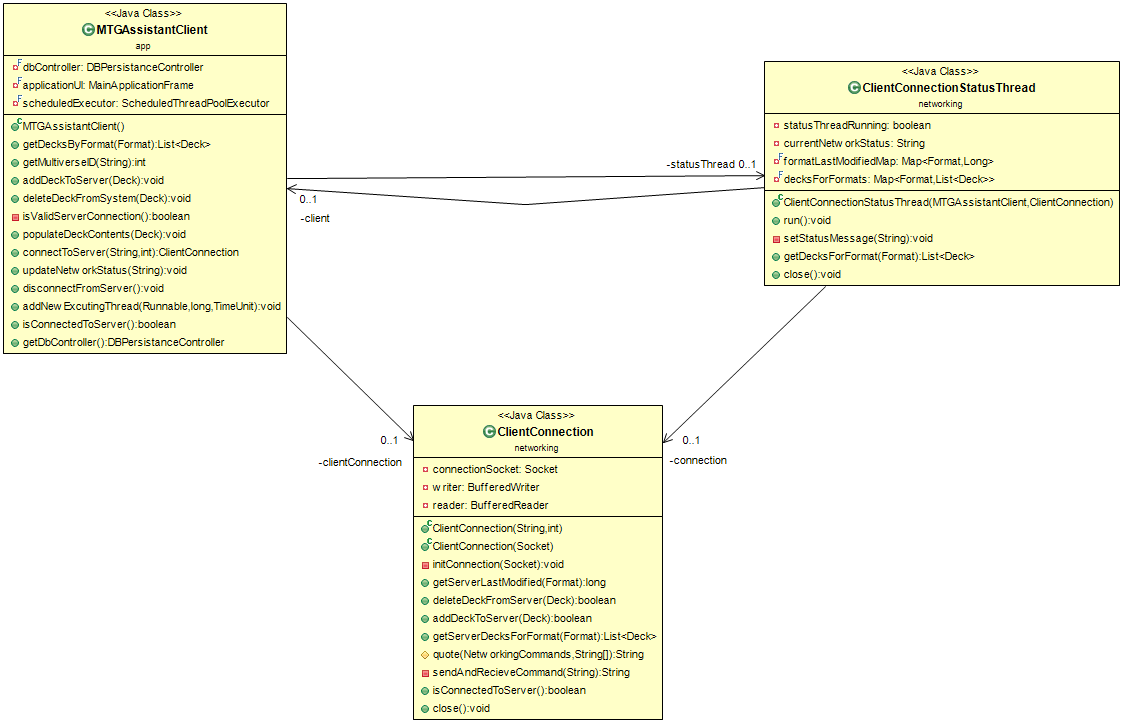 <<Java Class>>
MTGAssistantClient
app
dbController: DBPersistanceController
applicationUI: MainApplicationFrame
scheduledExecutor: ScheduledThreadPoolExecutor
MTGAssistantClient()
getDecksByFormat(Format):List<Deck>
getMultiverseID(String):int
addDeckToServer(Deck):void
deleteDeckFromSystem(Deck):void
isValidServerConnection():boolean
populateDeckContents(Deck):void
connectToServer(String,int):ClientConnection
updateNetworkStatus(String):void
disconnectFromServer():void
addNewExcutingThread(Runnable,long,TimeUnit):void
isConnectedToServer():boolean
getDbController():DBPersistanceController
<<Java Class>>
ClientConnectionStatusThread
networking
statusThreadRunning: boolean
currentNetworkStatus: String
formatLastModifiedMap: Map<Format,Long>
decksForFormats: Map<Format,List<Deck>>
ClientConnectionStatusThread(MTGAssistantClient,ClientConnection)
run():void
setStatusMessage(String):void
getDecksForFormat(Format):List<Deck>
close():void
-statusThread 0..1
0..1
-client
0..1
-clientConnection
0..1
-connection
<<Java Class>>
ClientConnection
networking
connectionSocket: Socket
writer: BufferedWriter
reader: BufferedReader
ClientConnection(String,int)
ClientConnection(Socket)
initConnection(Socket):void
getServerLastModified(Format):long
deleteDeckFromServer(Deck):boolean
addDeckToServer(Deck):boolean
getServerDecksForFormat(Format):List<Deck>
quote(NetworkingCommands,String[]):String
sendAndRecieveCommand(String):String
isConnectedToServer():boolean
close():void